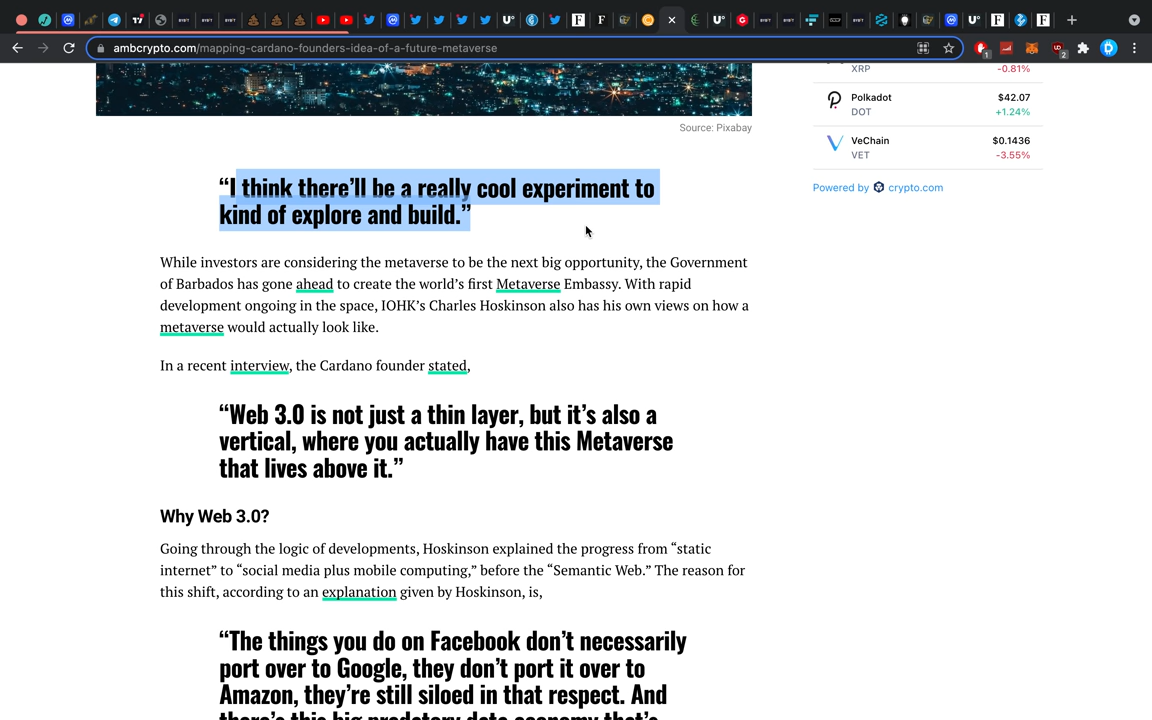 ambcrypto.com/mapping-cardano-founders-idea-of-a-future-metaverse
XRP
-0.81%
Polkadot
$42.07
DOT
+1.24%
VeChain
$0.1436
VET
-3.55%
Powered by crypto.com
Source: Pixabay
“I think there’ll be a really cool experiment to
kind of explore and build.”
While investors are considering the metaverse to be the next big opportunity, the Government
of Barbados has gone ahead to create the world’s first Metaverse Embassy. With rapid
development ongoing in the space, IOHK’s Charles Hoskinson also has his own views on how a
metaverse would actually look like.
In a recent interview, the Cardano founder stated,
“Web 3.0 is not just a thin layer, but it’s also a
vertical, where you actually have this Metaverse
that lives above it.”
Why Web 3.0?
Going through the logic of developments, Hoskinson explained the progress from “static
internet” to “social media plus mobile computing,” before the “Semantic Web.” The reason for
this shift, according to an explanation given by Hoskinson, is,
“The things you do on Facebook don’t necessarily
port over to Google, they don’t port it over to
Amazon, they’re still siloed in that respect. And
there’s this big predatory data economy that’s